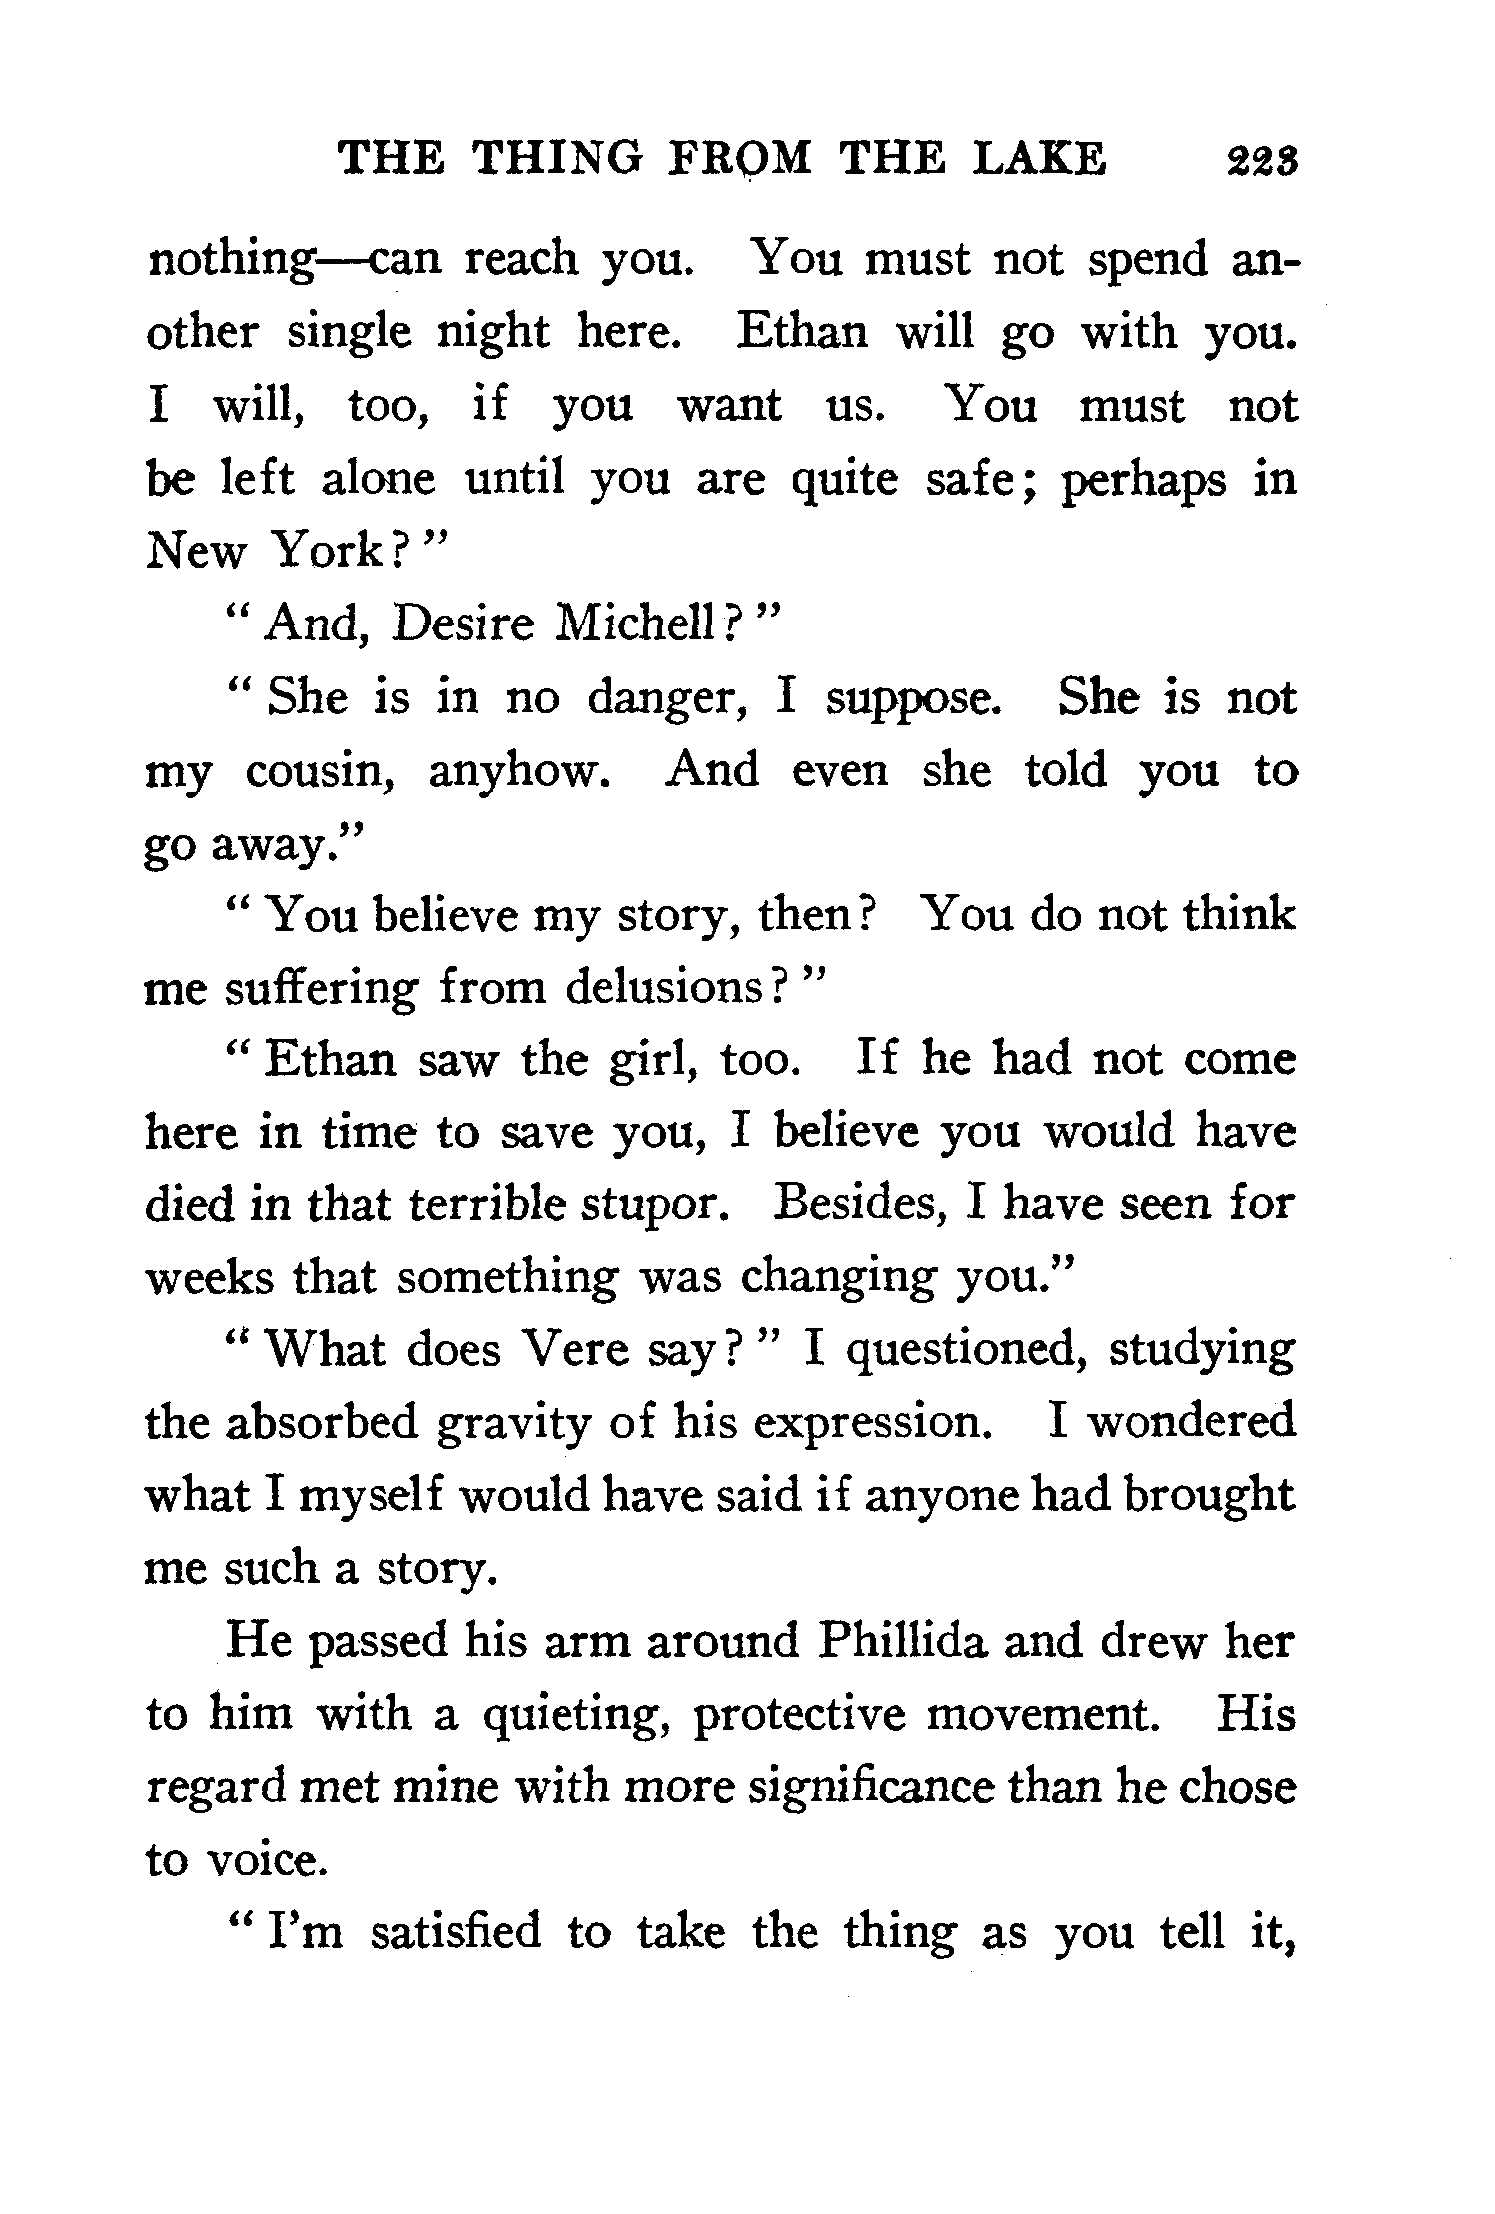 THE THING FROM THE LAKE 223
nothing—can reach you. You must not spend an-
other single night here. Ethan will go with you.
I will, too, if you want us. You must not
be left alone until you are quite safe; perhaps in
New York?"
"And, Desire Michell?"
"She is in no danger, I suppose. She is not
my cousin, anyhow. And even she told you to
go away."
"You believe my story, then? You do not think
me suffering from delusions?"
"Ethan saw the girl, too. If he had not come
here in time to save you, I believe you would have
died in that terrible stupor. Besides, I have seen for
weeks that something was changing you."
"What does Vere say?" I questioned, studying
the absorbed gravity of his expression. I wondered
what I myself would have said if anyone had brought
me such a story.
He passed his arm around Phillida and drew her
to him with a quieting, protective movement. His
regard met mine with more significance than he chose
to voice.
"I'm satisfied to take the thing as you tell it,